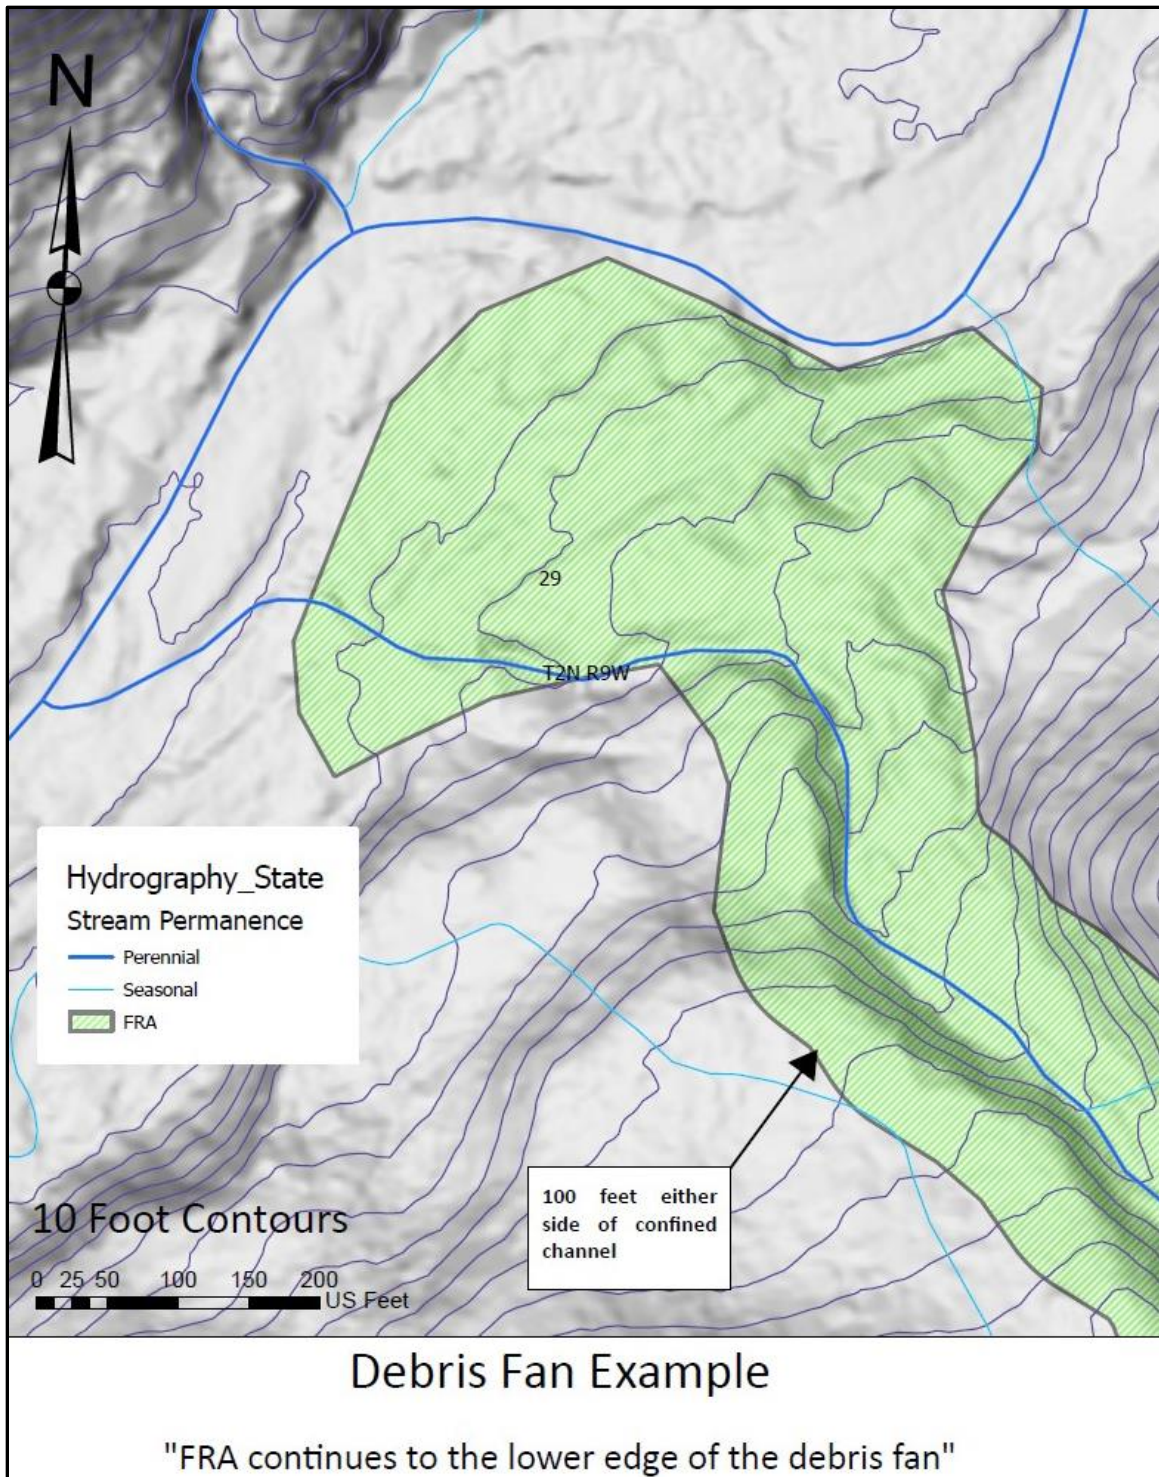 N
29
T2N R9W
Hydrography_State
Stream Permanence
Perennial
Seasonal
FRA
100 feet either
side of confined
channel
10 Foot Contours
0 25 50 100 150 200
US Feet
Debris Fan Example
"FRA continues to the lower edge of the debris fan"